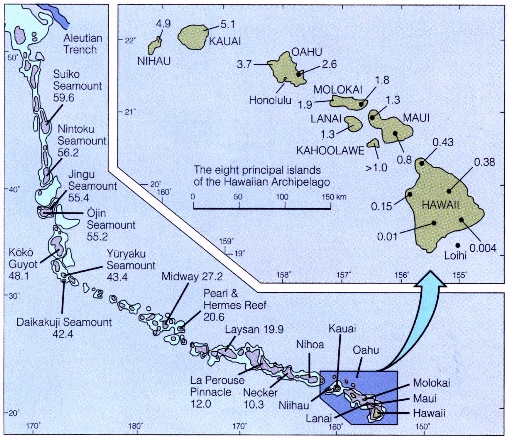 Aleutian
Trench
50°
Suiko
Seamount
59.6
Nintoku
Seamount
56.2
Jingu
Seamount
55.4
40°
Ojin
Seamount
55.2
Kōkō
Guyot
48.1
Yūryaku
Seamount
43.4
30°
Daikakuji Seamount
42.4
Midway 27.2
Pearl &
Hermes Reef
20.6
Laysan 19.9
La Perouse
Pinnacle
12.0
Necker
10.3
Nihoa
Kauai
Oahu
Niihau
Lanai
Molokai
Maui
Hawaii
20°
170°
180°
170°
160°
150°
22°
4.9
NIHAU
5.1
KAUAI
OAHU
3.7
2.6
Honolulu
MOLOKAI
1.8
1.9
21°
LANAI
1.3
1.3
MAUI
KAHOOLAWE
>1.0
0.8
0.43
0.38
The eight principal islands
of the Hawaiian Archipelago
20°
160°
0 50 100 150 km
HAWAII
0.15
0.01
0.004
Loihi
159°
19°
158°
157°
156°
155°